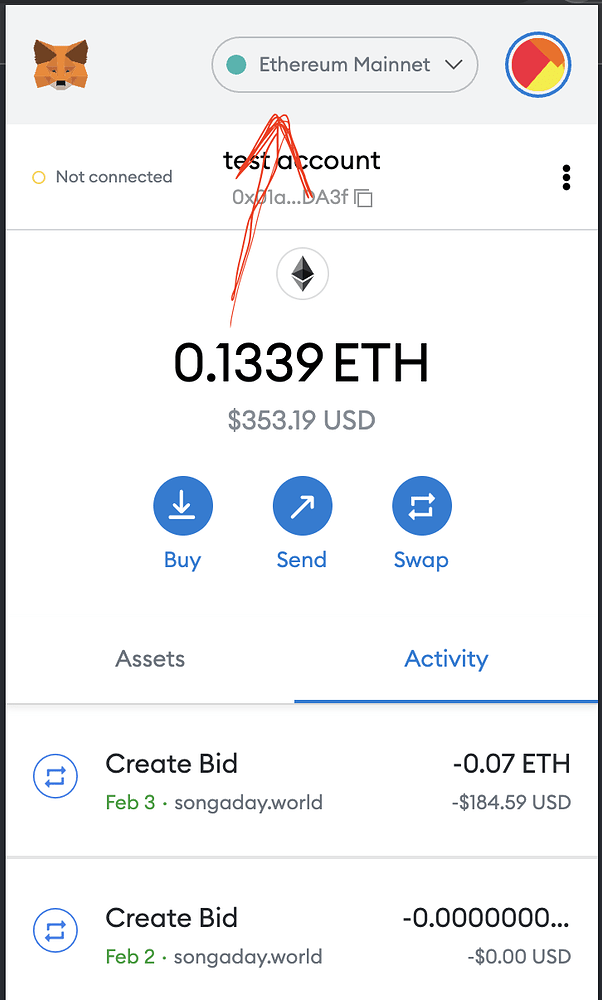 Ethereum Mainnet
Not connected
test account
0x01a...DA3f
0.1339 ETH
$353.19 USD
Buy
Send
Swap
Assets
Activity
Create Bid
-0.07 ETH
Feb 3 · songaday.world
-$184.59 USD
Create Bid
-0.0000000...
Feb 2 · songaday.world
-$0.00 USD